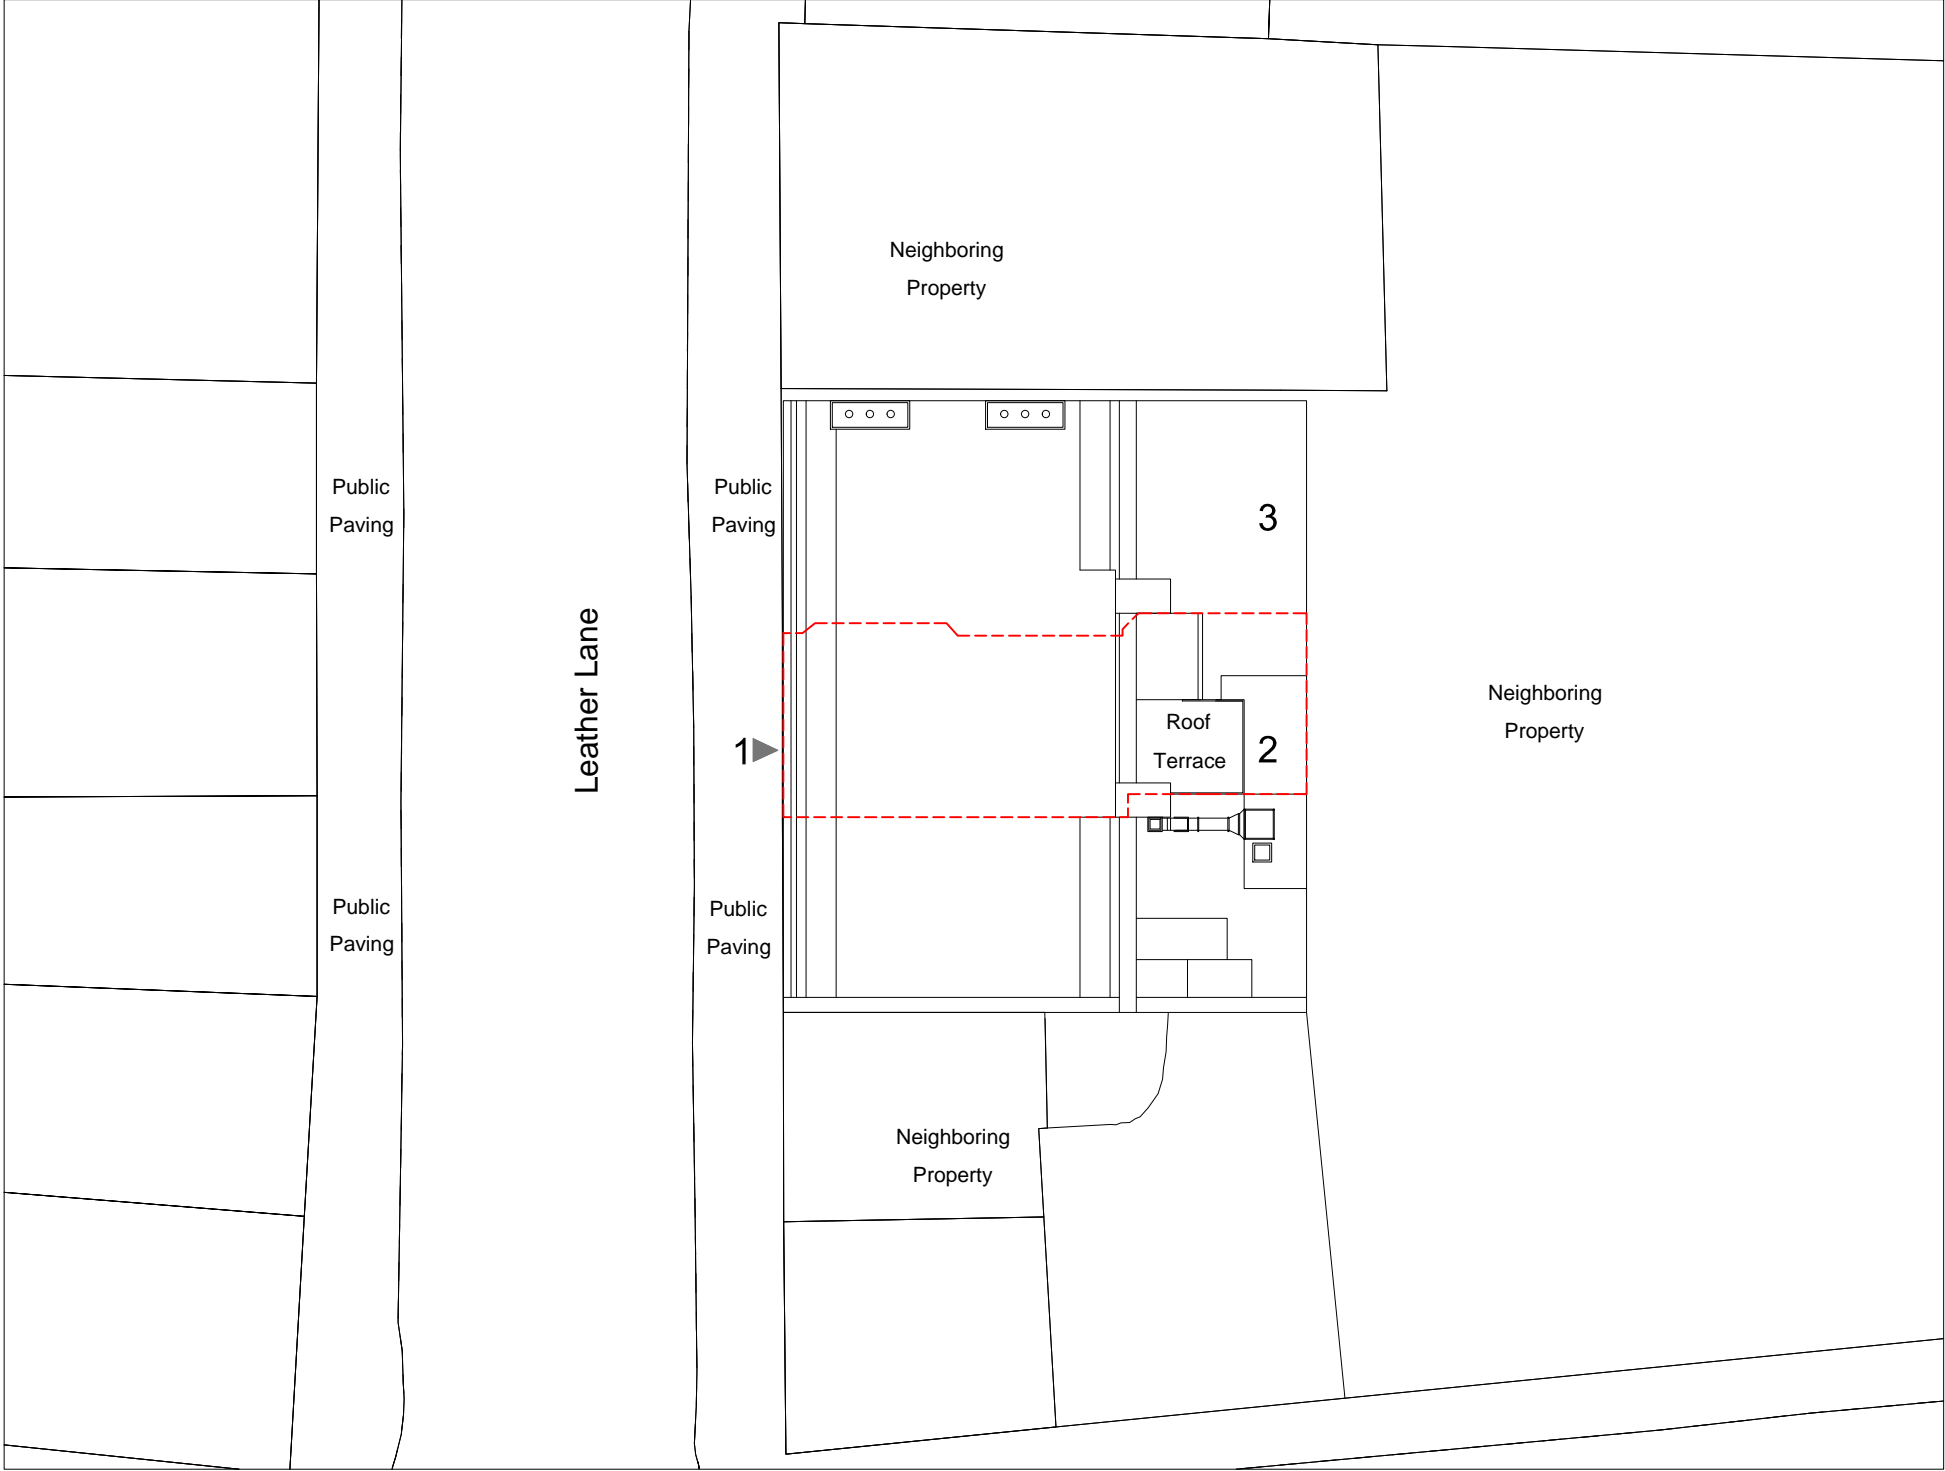 Neighboring
Property
Public
Paving
Public
Paving
3
Leather Lane
Neighboring
Property
Roof
Terrace
1
2
Public
Paving
Public
Paving
Neighboring
Property